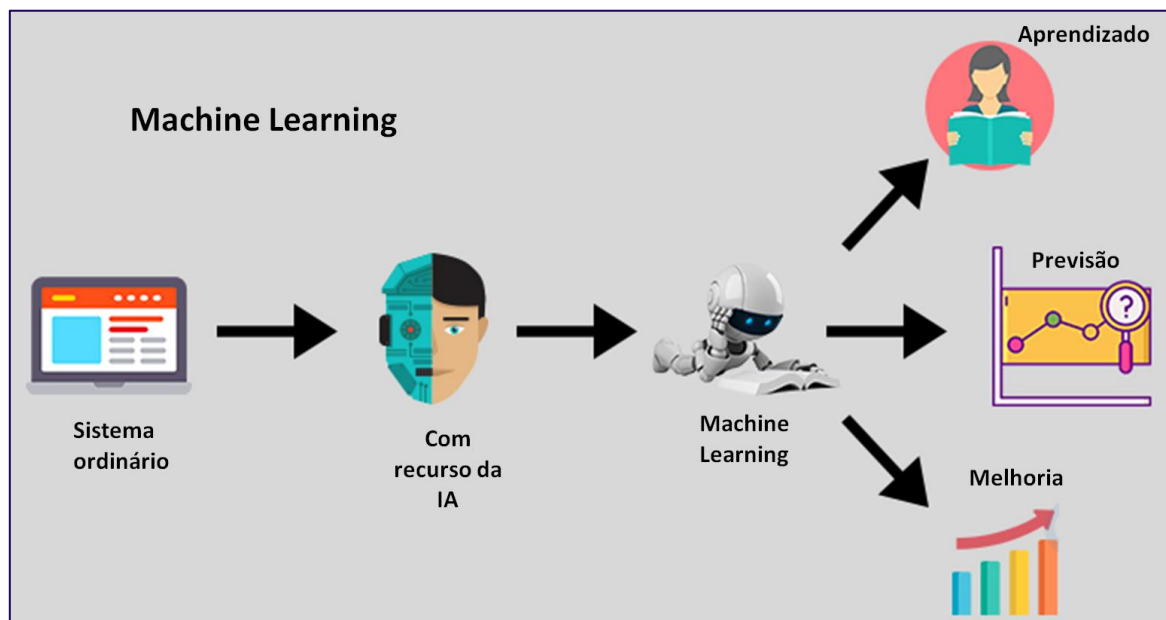 Machine Learning
Sistema
ordinário
Com
recurso da
IA
Machine
Learning
Aprendizado
Previsão
?
Melhoria